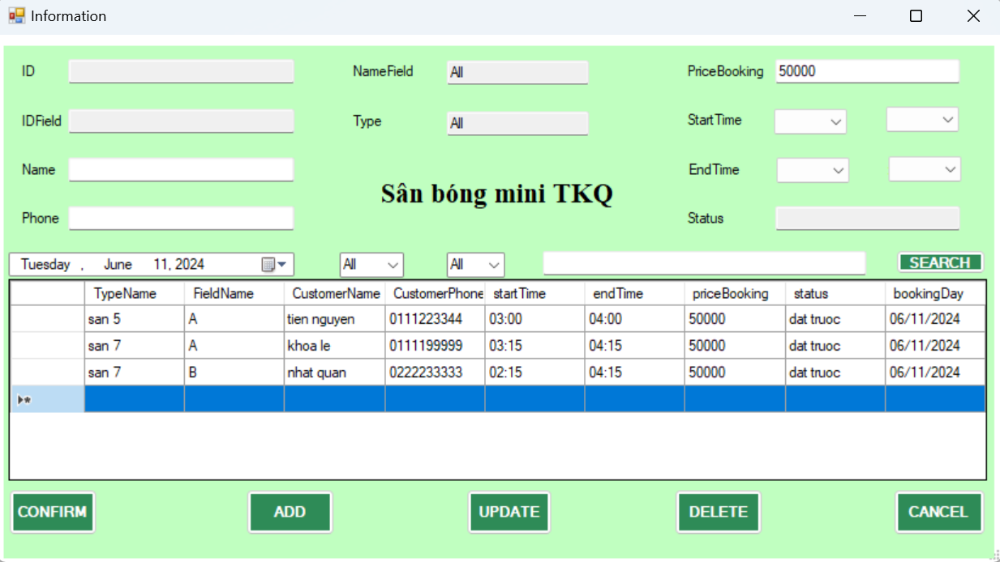 Information
ID NameField All PriceBooking 50000
IDField Type All StartTime
Name EndTime
Sân bóng mini TKQ
Phone Status
Tuesday , June 11, 2024 All All SEARCH
TypeName FieldName CustomerName CustomerPhone startTime endTime priceBooking status bookingDay
san 5 A tien nguyen 0111223344 03:00 04:00 50000 dat truoc 06/11/2024
san 7 A khoa le 0111199999 03:15 04:15 50000 dat truoc 06/11/2024
san 7 B nhat quan 0222233333 02:15 04:15 50000 dat truoc 06/11/2024
CONFIRM ADD UPDATE DELETE CANCEL